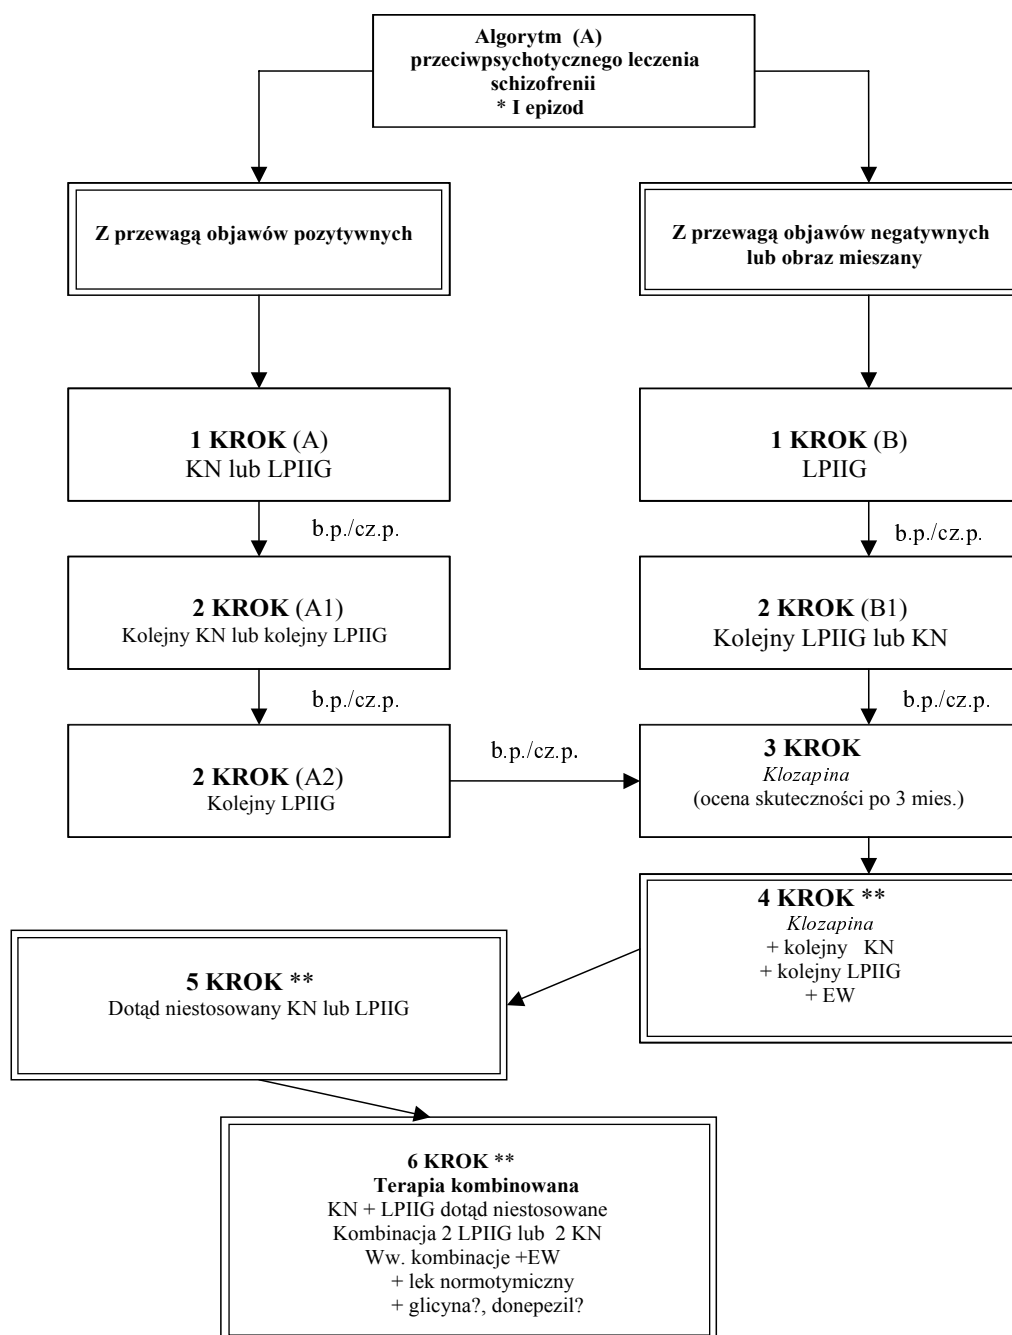 Algorytm (A)
przeciwpsychotycznego leczenia
schizofrenii
* I epizod
Z przewagą objawów pozytywnych
Z przewagą objawów negatywnych
lub obraz mieszany
1 KROK (A)
KN lub LPIIG
1 KROK (B)
LPIIG
b.p./cz.p.
b.p./cz.p.
2 KROK (A1)
Kolejny KN lub kolejny LPIIG
2 KROK (B1)
Kolejny LPIIG lub KN
b.p./cz.p.
b.p./cz.p.
2 KROK (A2)
Kolejny LPIIG
b.p./cz.p.
3 KROK
Klozapina
(ocena skuteczności po 3 mies.)
4 KROK **
Klozapina
+ kolejny KN
+ kolejny LPIIG
+ EW
5 KROK **
Dotąd niestosowany KN lub LPIIG
6 KROK **
Terapia kombinowana
KN + LPIIG dotąd niestosowane
Kombinacja 2 LPIIG lub 2 KN
Ww. kombinacje +EW
+ lek normotymiczny
+ glicyna?, donepezil?